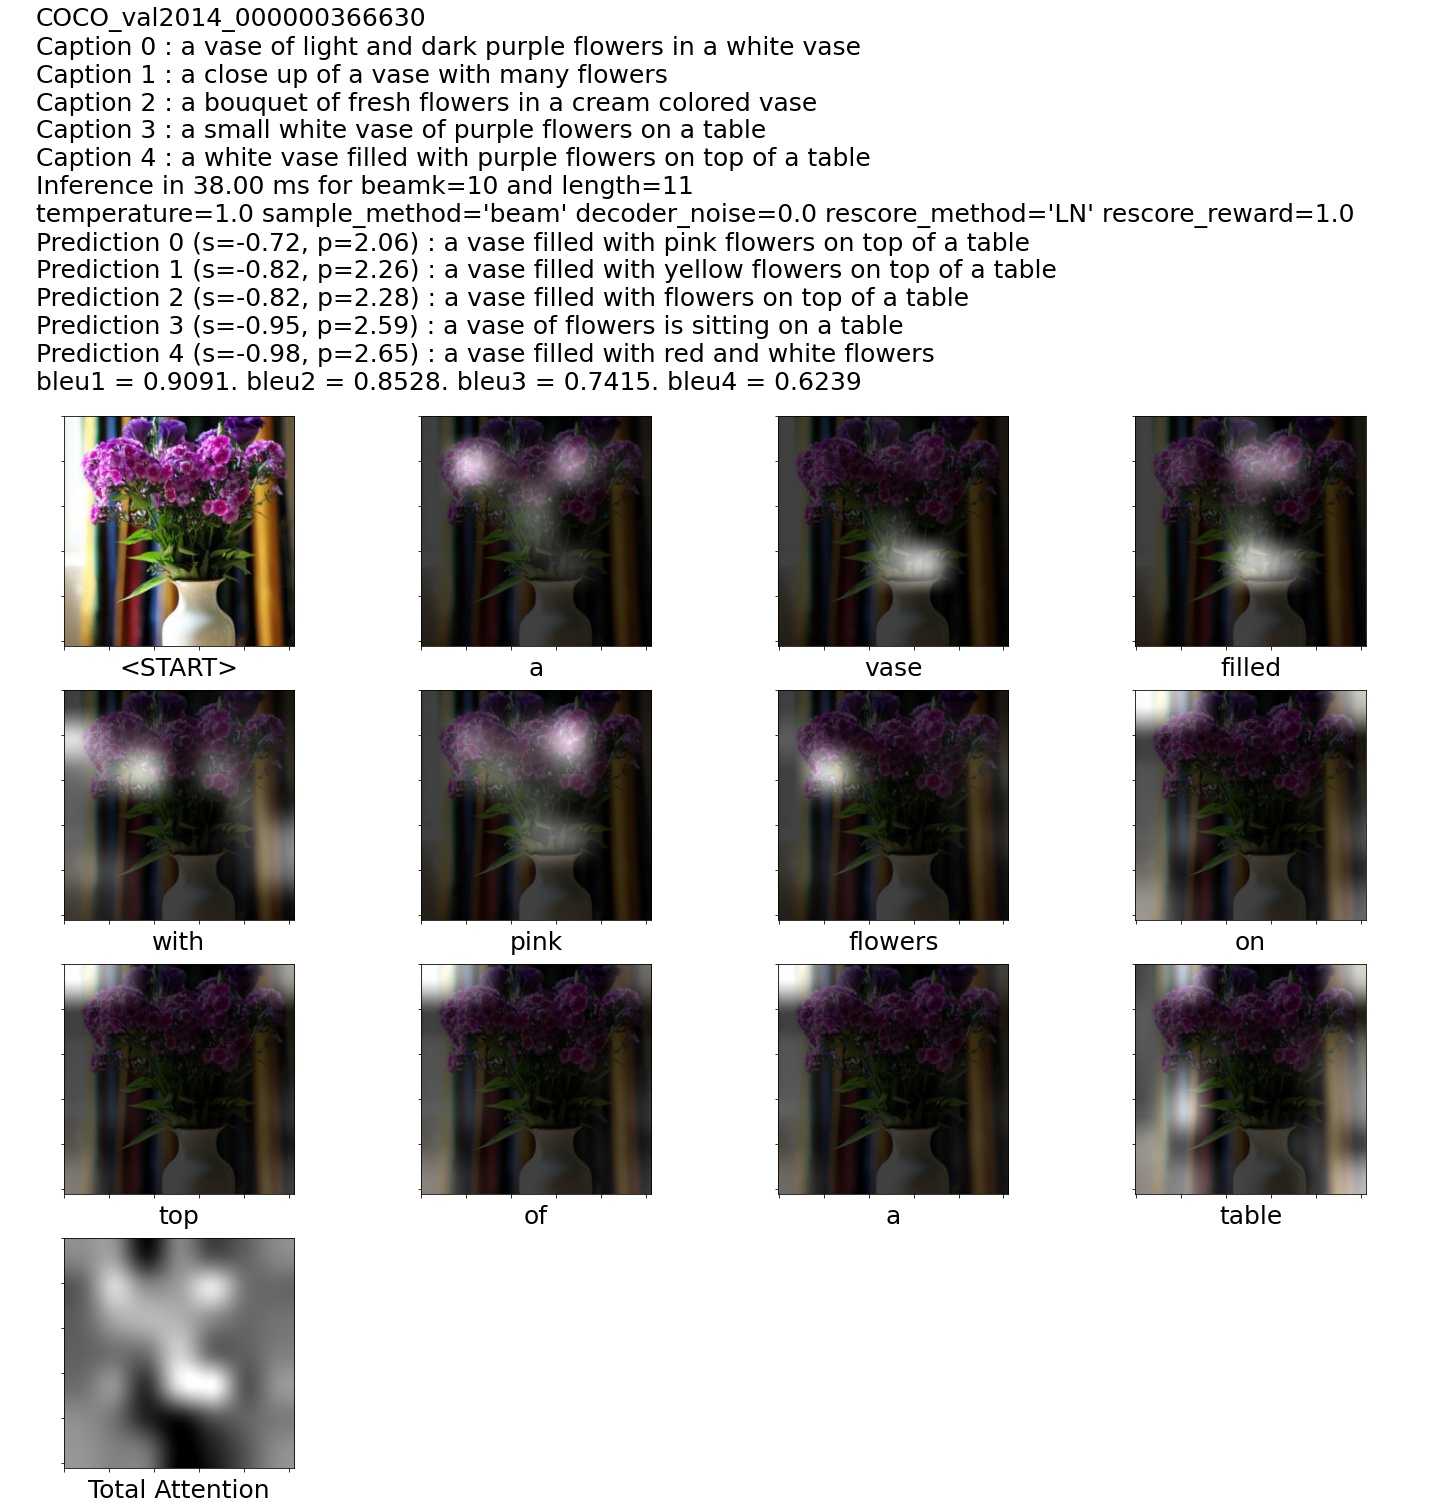 COCO_val2014_000000366630
Caption 0 : a vase of light and dark purple flowers in a white vase
Caption 1 : a close up of a vase with many flowers
Caption 2 : a bouquet of fresh flowers in a cream colored vase
Caption 3 : a small white vase of purple flowers on a table
Caption 4 : a white vase filled with purple flowers on top of a table
Inference in 38.00 ms for beamk=10 and length=11
temperature=1.0 sample_method='beam' decoder_noise=0.0 rescore_method='LN' rescore_reward=1.0
Prediction 0 (s=-0.72, p=2.06) : a vase filled with pink flowers on top of a table
Prediction 1 (s=-0.82, p=2.26) : a vase filled with yellow flowers on top of a table
Prediction 2 (s=-0.82, p=2.28) : a vase filled with flowers on top of a table
Prediction 3 (s=-0.95, p=2.59) : a vase of flowers is sitting on a table
Prediction 4 (s=-0.98, p=2.65) : a vase filled with red and white flowers
bleu1 = 0.9091. bleu2 = 0.8528. bleu3 = 0.7415. bleu4 = 0.6239
<START> a vase filled
with pink flowers on
top of a table
Total Attention